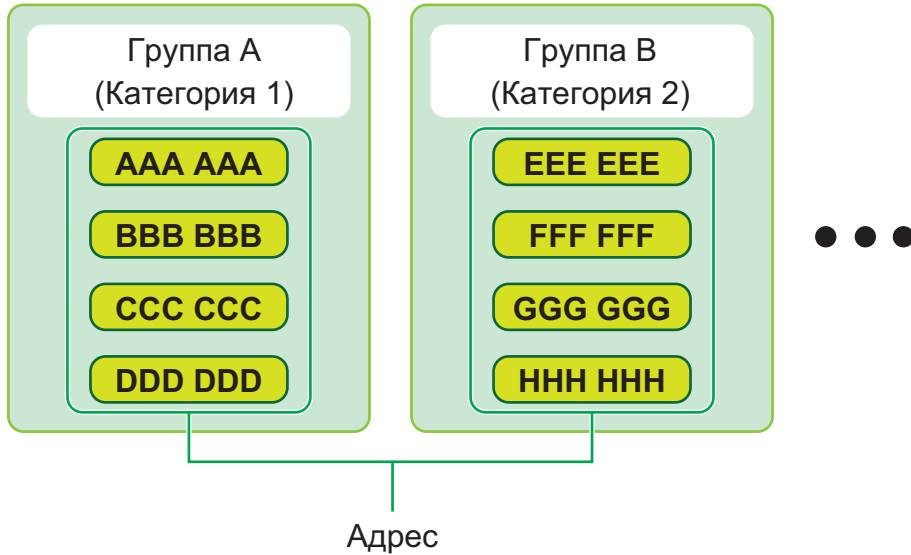 Группа A
(Категория 1)
AAA AAA
BBB BBB
CCC CCC
DDD DDD
Группа B
(Категория 2)
EEE EEE
FFF FFF
GGG GGG
HHH HHH
Адрес